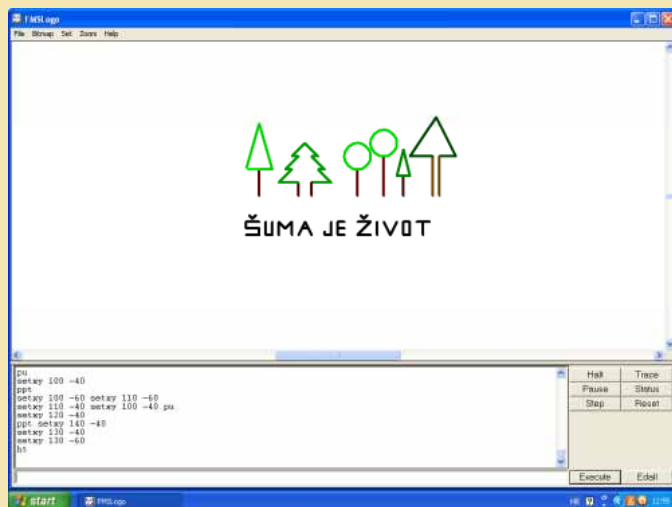 FMSLogo
File Bitmap Set Zoom Help
ŠUMA JE ŽIVOT
pu
setxy 100 -40
ppt
setxy 100 -60 setxy 110 -60
setxy 110 -40 setxy 100 -40 pu
setxy 120 -40
ppt setxy 140 -40
setxy 130 -40
setxy 130 -60
ht
Halt Trace
Pause Status
Step Reset
Execute Edall
start FMSLogo HR